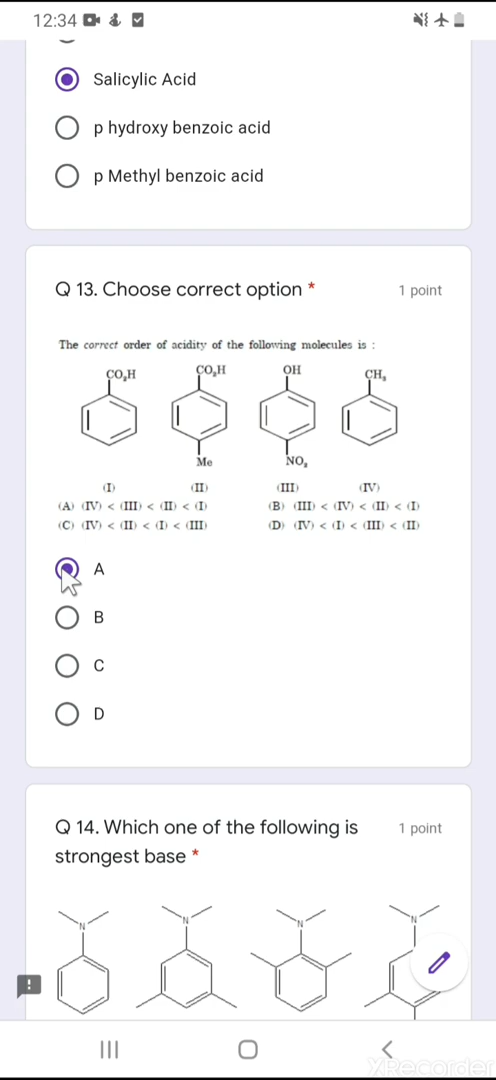 12:34
Salicylic Acid
p hydroxy benzoic acid
p Methyl benzoic acid
Q 13. Choose correct option *
1 point
The correct order of acidity of the following molecules is :
CO₂H CO₂H OH CH₃
Me NO₂
(I) (II) (III) (IV)
(A) (IV) < (III) < (II) < (I) (B) (III) < (IV) < (II) < (I)
(C) (IV) < (II) < (I) < (III) (D) (IV) < (I) < (III) < (II)
A
B
C
D
Q 14. Which one of the following is
strongest base *
1 point
N N N N
XRecorder